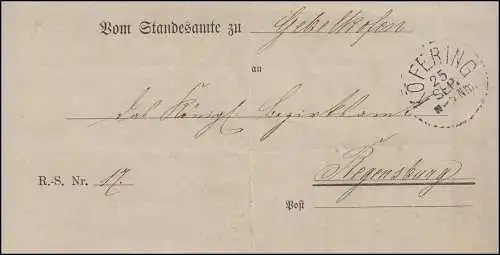 Vom Standesamte zu Gebelkofen
KÖFERING
25
SEP.
an
das Königl Bezirksamt
Regensburg
R.-S. Nr. 17.
Post